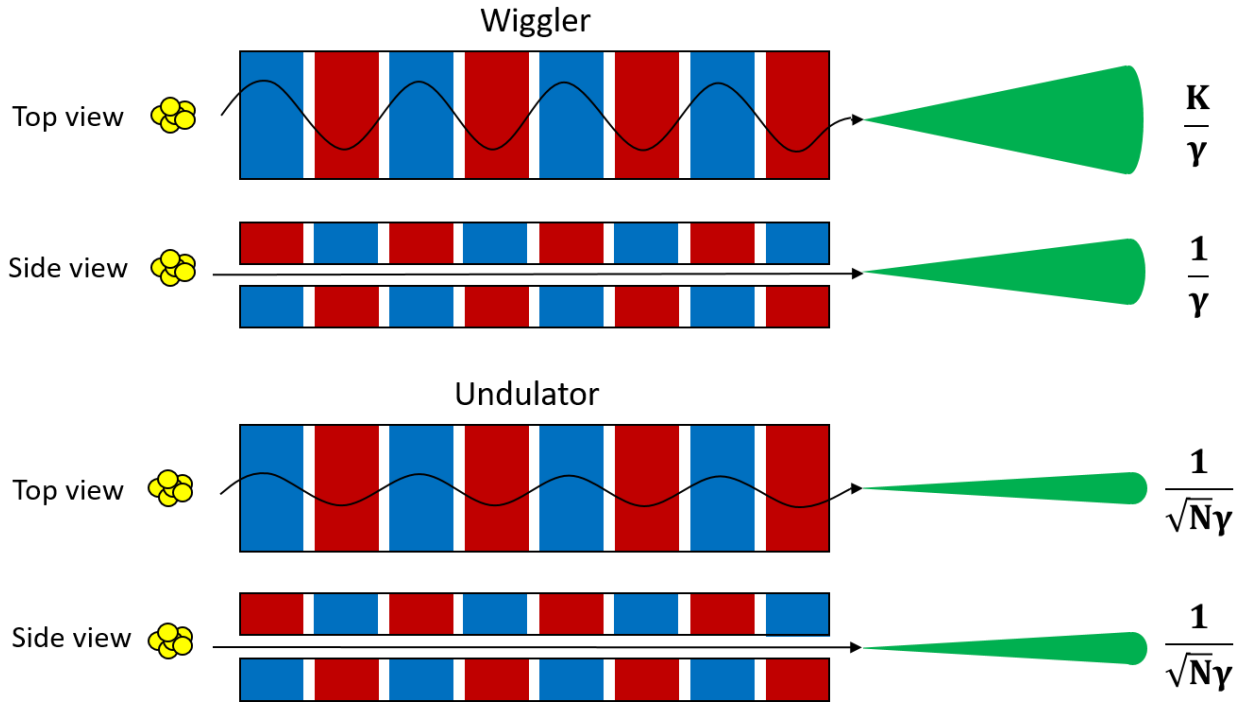 Wiggler
Top view
K
γ
Side view
1
γ
Undulator
Top view
1
√Nγ
Side view
1
√Nγ